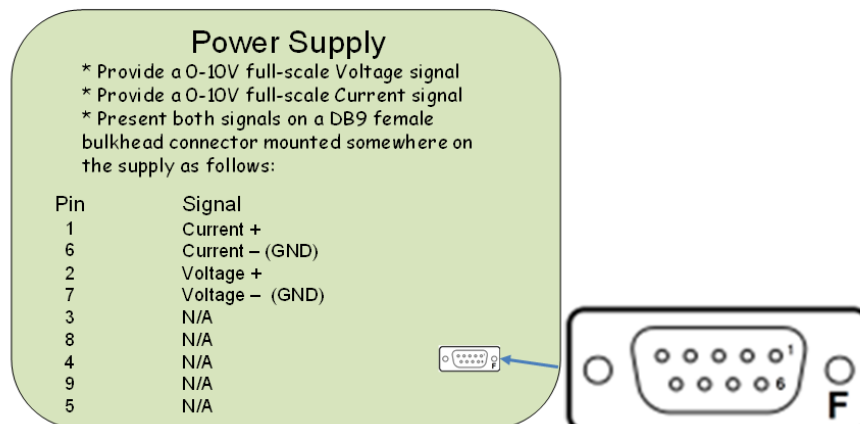 Power Supply
* Provide a 0-10V full-scale Voltage signal
* Provide a 0-10V full-scale Current signal
* Present both signals on a DB9 female
bulkhead connector mounted somewhere on
the supply as follows:
Pin Signal
1 Current +
6 Current – (GND)
2 Voltage +
7 Voltage – (GND)
3 N/A
8 N/A
4 N/A
9 N/A
5 N/A
F
1
6
F